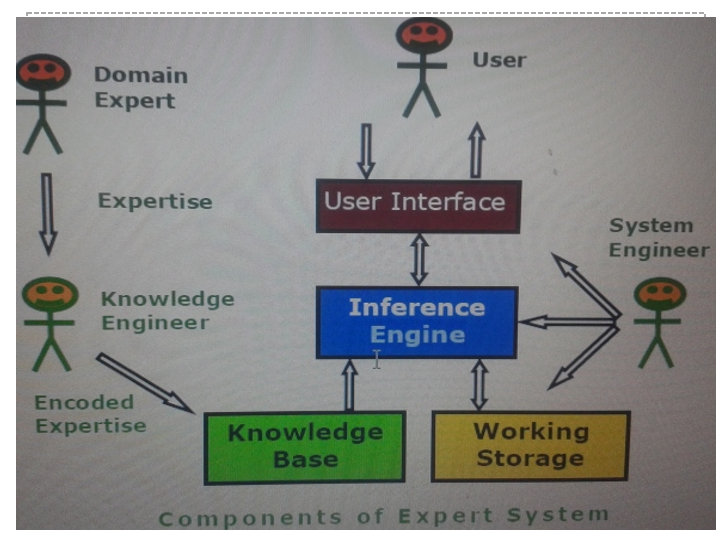 Domain
Expert
User
Expertise
User Interface
System
Engineer
Knowledge
Engineer
Inference
Engine
Encoded
Expertise
Knowledge
Base
Working
Storage
Components of Expert System